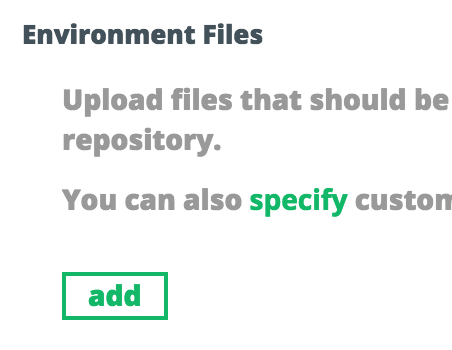 Environment Files
Upload files that should be
repository.
You can also specify custom
add